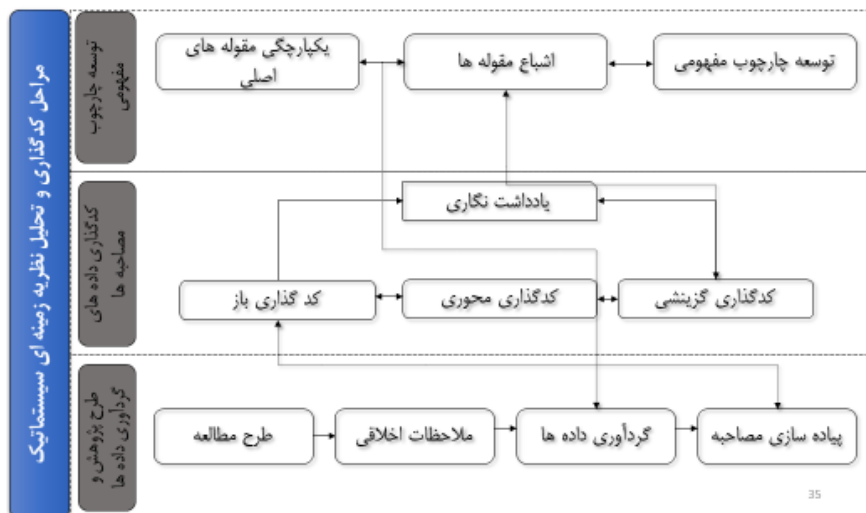 مراحل کدگذاری و تحلیل نظریه زمینه ای سیستماتیک
توسعه چارچوب
مفهومی
یکپارچگی مقوله های
اصلی
اشباع مقوله ها
توسعه چارچوب مفهومی
کدگذاری داده های
مصاحبه ها
یادداشت نگاری
کد گذاری باز
کدگذاری محوری
کدگذاری گزینشی
طرح پژوهش و
گردآوری داده
ها
طرح مطالعه
ملاحظات اخلاقی
گردآوری داده ها
پیاده سازی مصاحبه
35